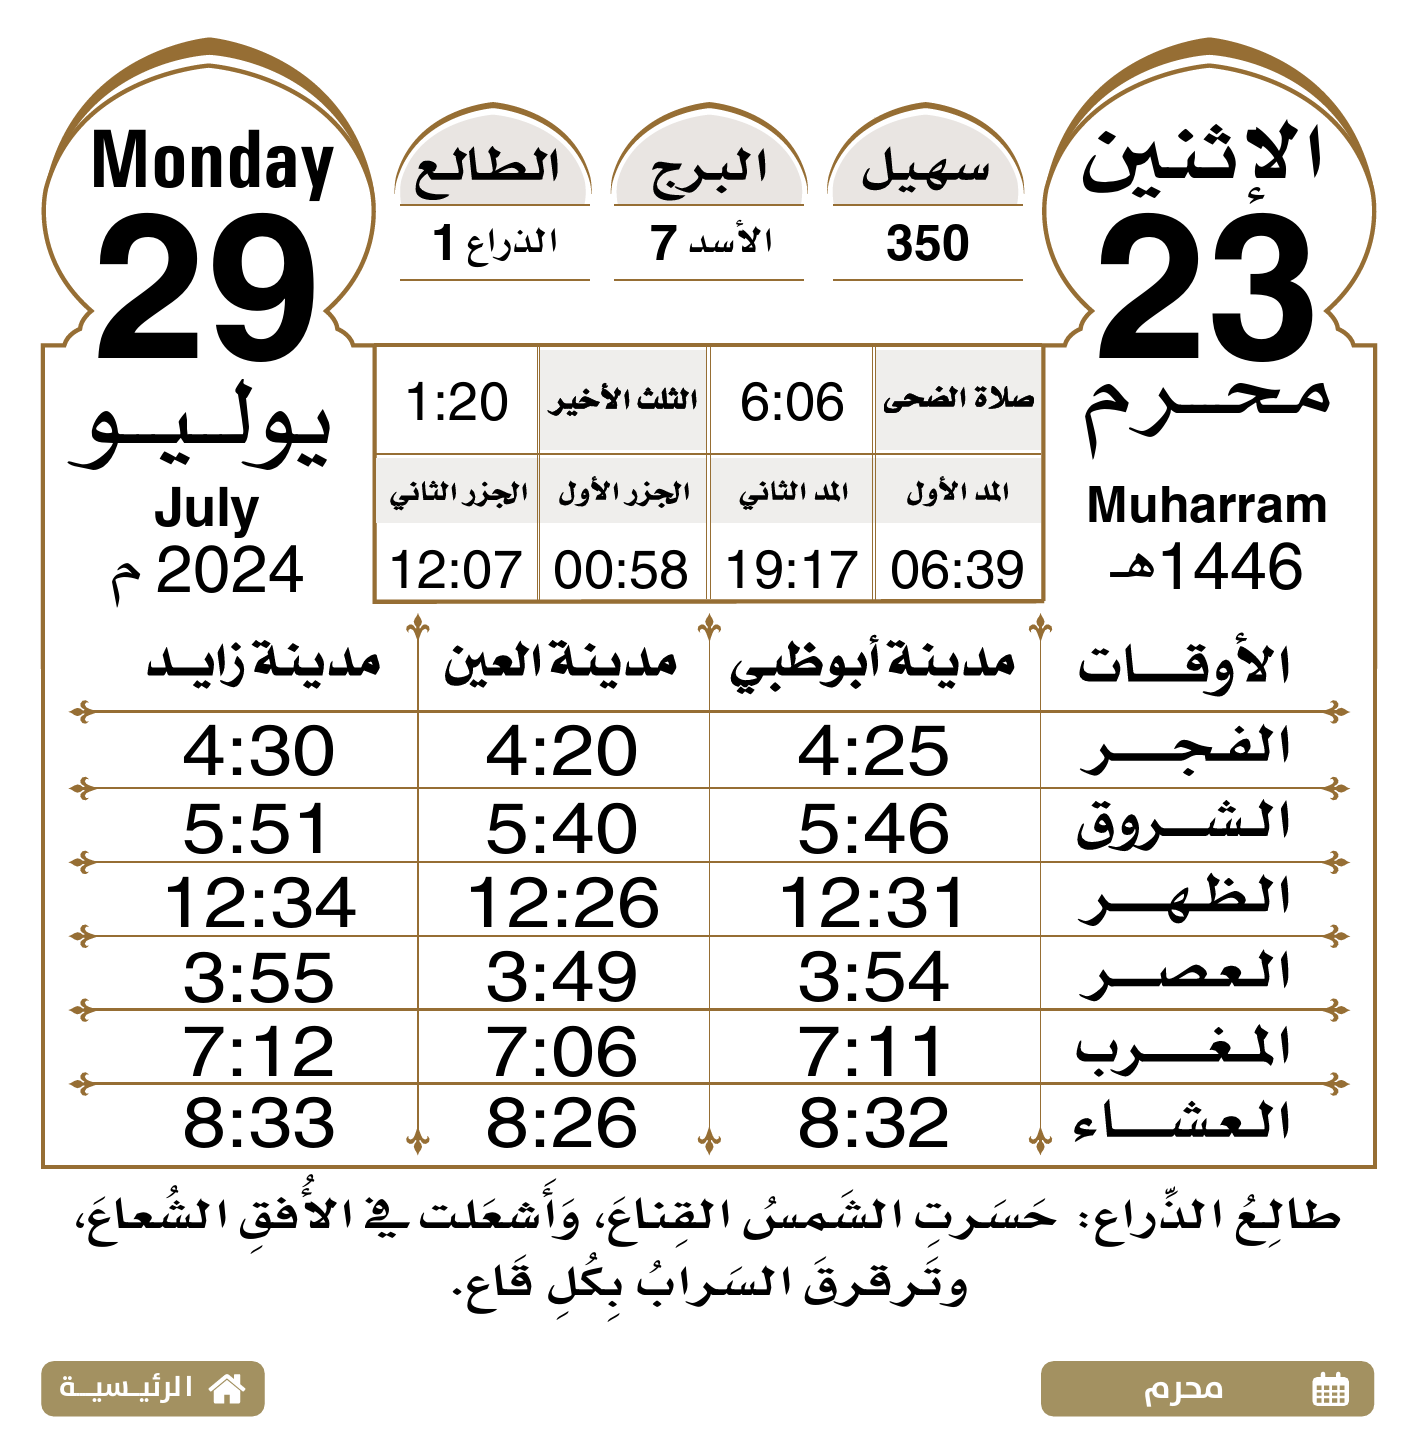 الإثنين
23
محرم
Muharram
1446هـ
سهيل
350
البرج
الأسد 7
الطالع
الذراع 1
Monday
29
يوليو
July
2024 م
صلاة الضحى 6:06 الثلث الأخير 1:20
المد الأول المد الثاني الجزر الأول الجزر الثاني
06:39 19:17 00:58 12:07
الأوقات مدينة أبوظبي مدينة العين مدينة زايد
الفجر 4:25 4:20 4:30
الشروق 5:46 5:40 5:51
الظهر 12:31 12:26 12:34
العصر 3:54 3:49 3:55
المغرب 7:11 7:06 7:12
العشاء 8:32 8:26 8:33
طالِعُ الذِّراع: حَسَرتِ الشَمسُ القِناعَ، وَأَشعَلت في الأُفقِ الشُعاعَ،
وتَرقرقَ السَرابُ بِكُلِ قَاع.
محرم
الرئيسية